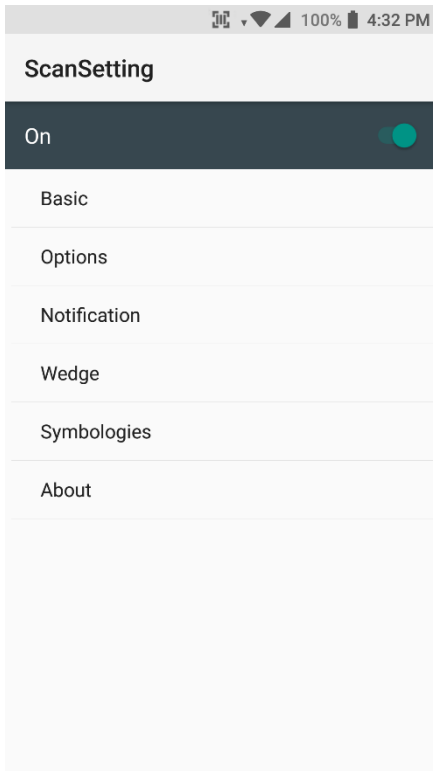 100% 4:32 PM
ScanSetting
On
Basic
Options
Notification
Wedge
Symbologies
About